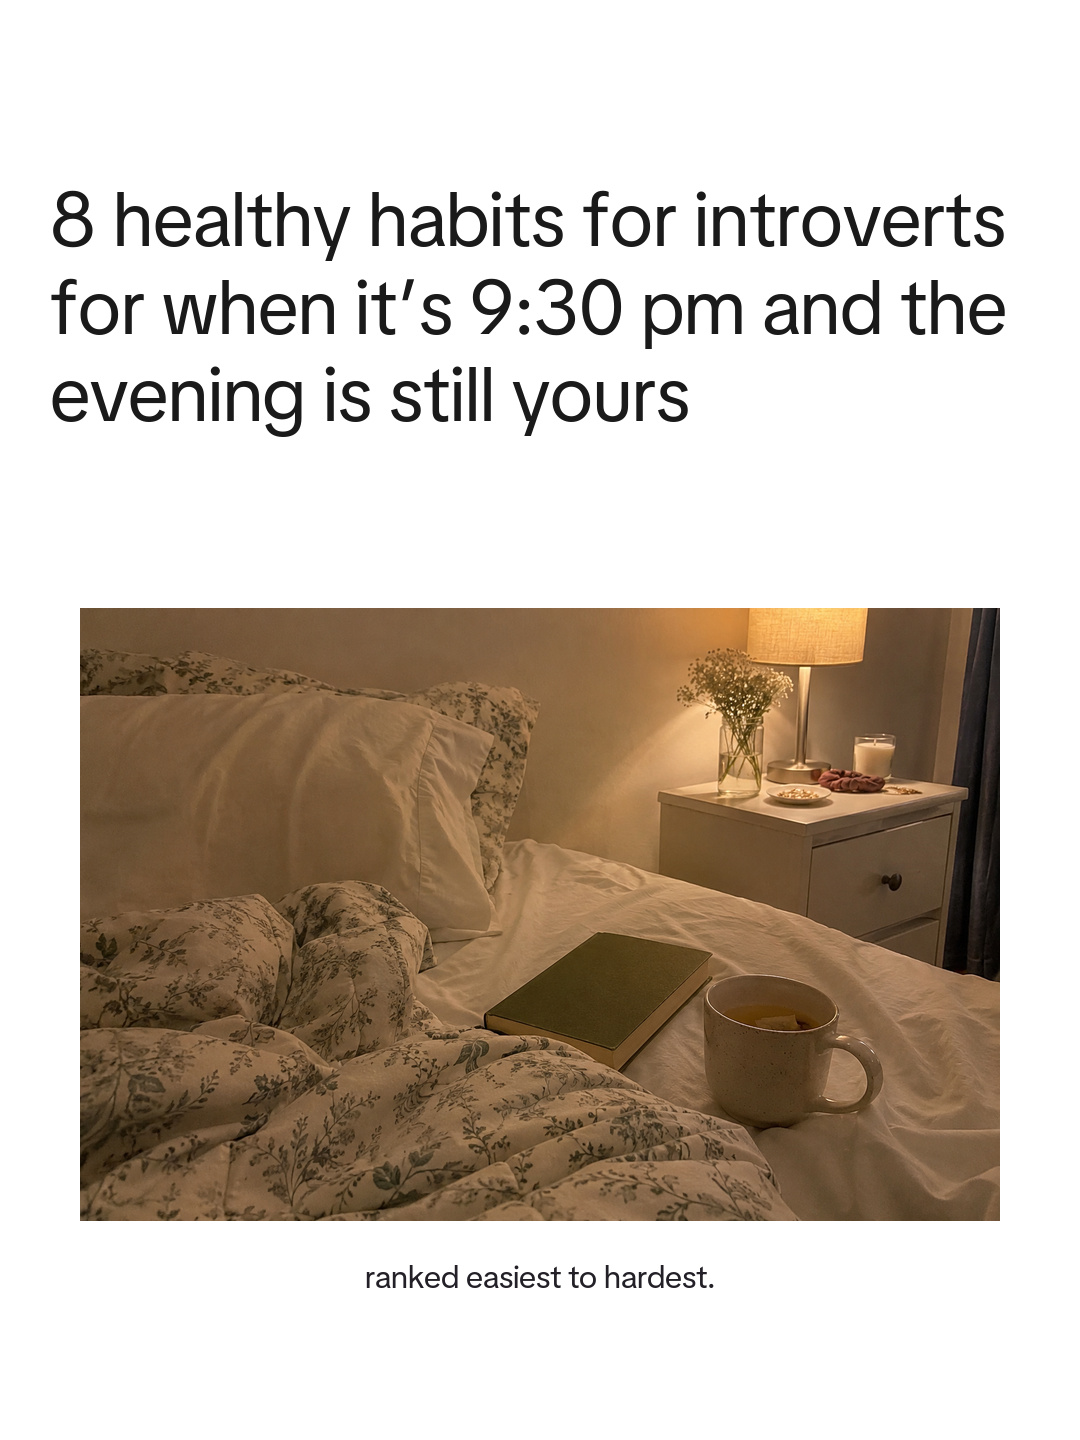 8 healthy habits for introverts
for when it’s 9:30 pm and the
evening is still yours
ranked easiest to hardest.